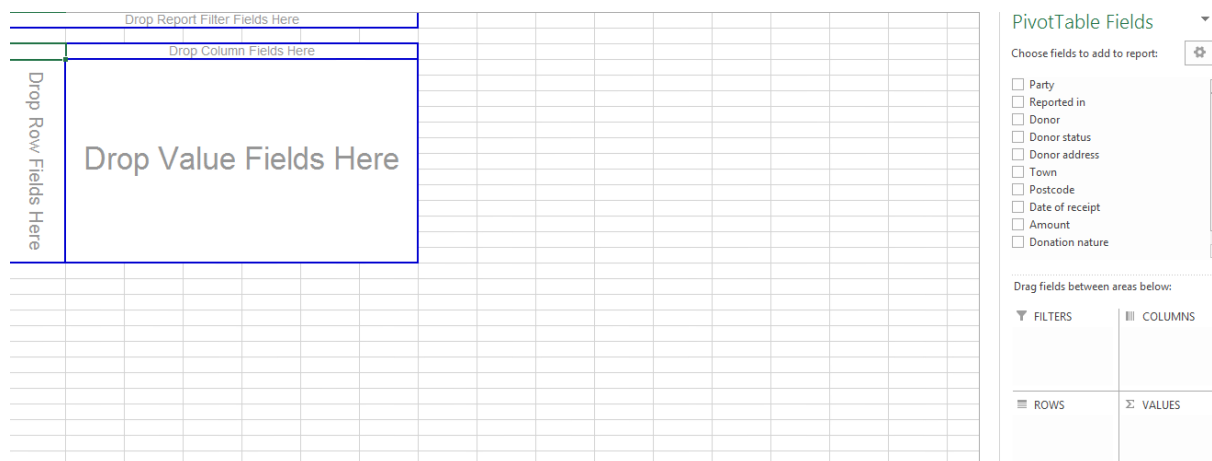 Drop Report Filter Fields Here
Drop Column Fields Here
Drop Row Fields Here
Drop Value Fields Here
PivotTable Fields
Choose fields to add to report:
Party
Reported in
Donor
Donor status
Donor address
Town
Postcode
Date of receipt
Amount
Donation nature
Drag fields between areas below:
FILTERS
COLUMNS
ROWS
Σ VALUES